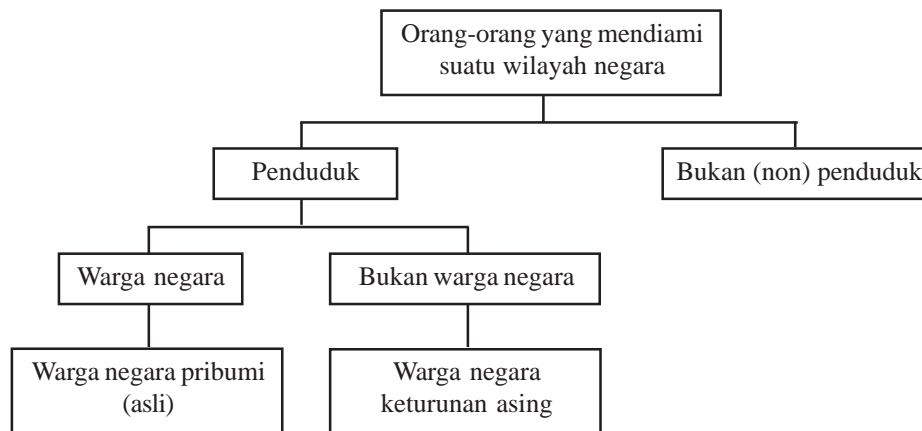 Orang-orang yang mendiami
suatu wilayah negara
Penduduk
Bukan (non) penduduk
Warga negara
Bukan warga negara
Warga negara pribumi
(asli)
Warga negara
keturunan asing